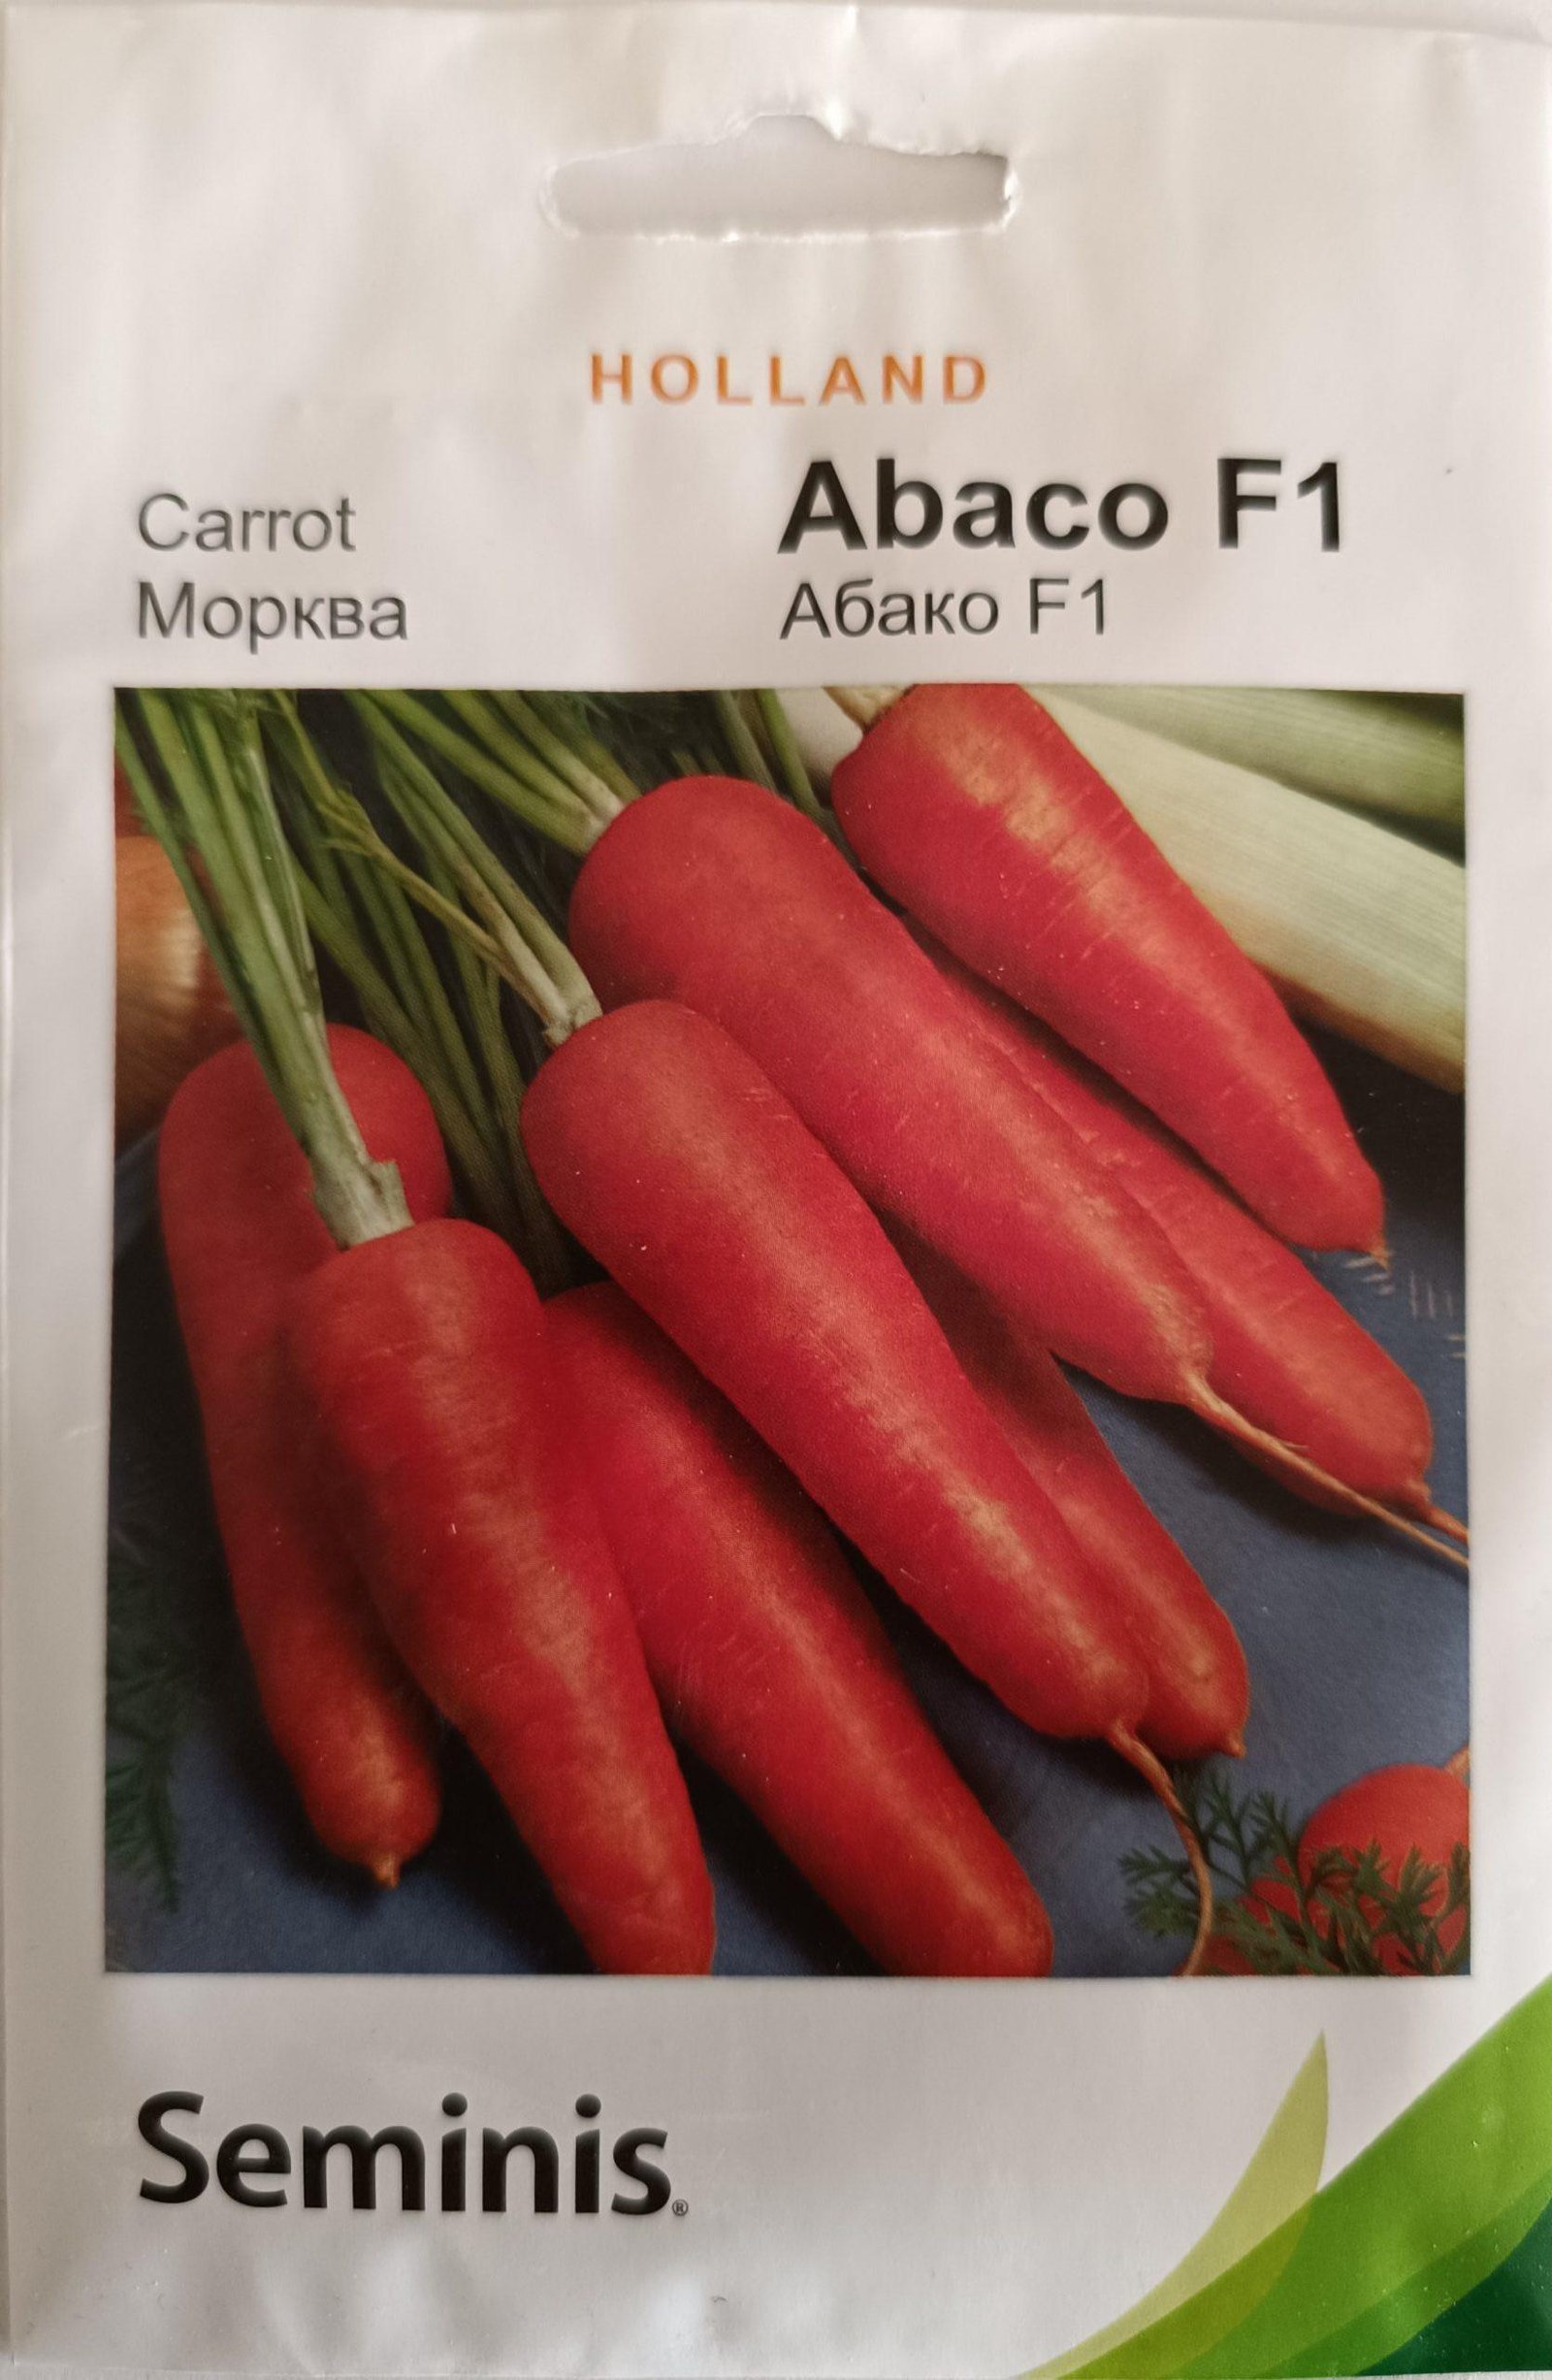 HOLLAND
Carrot
Морква
Abaco F1
Абако F1
Seminis®